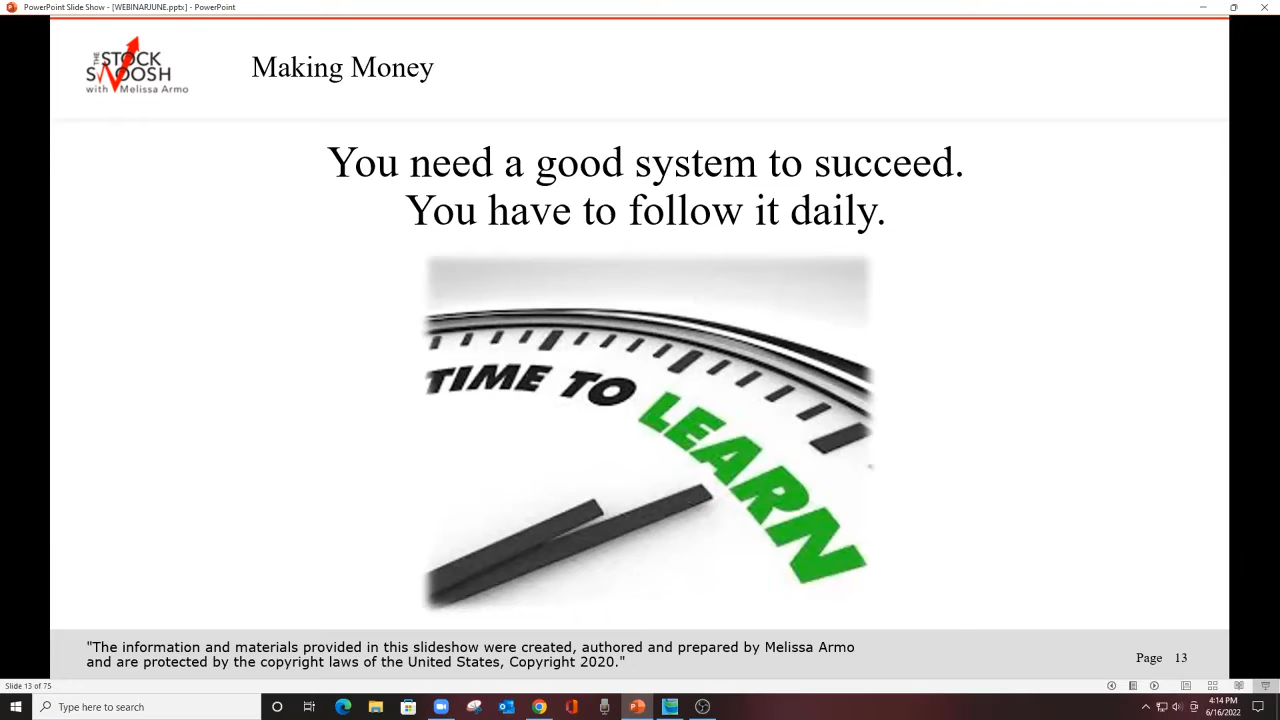 PowerPoint Slide Show - [WEBINARJUNE.pptx] - PowerPoint
THE
STOCK
SWOOSH
with Melissa Armo
Making Money
You need a good system to succeed.
You have to follow it daily.
TIME TO LEARN
"The information and materials provided in this slideshow were created, authored and prepared by Melissa Armo
and are protected by the copyright laws of the United States, Copyright 2020."
Page 13
Slide 13 of 75
Type here to search
4:14 PM
6/16/2022